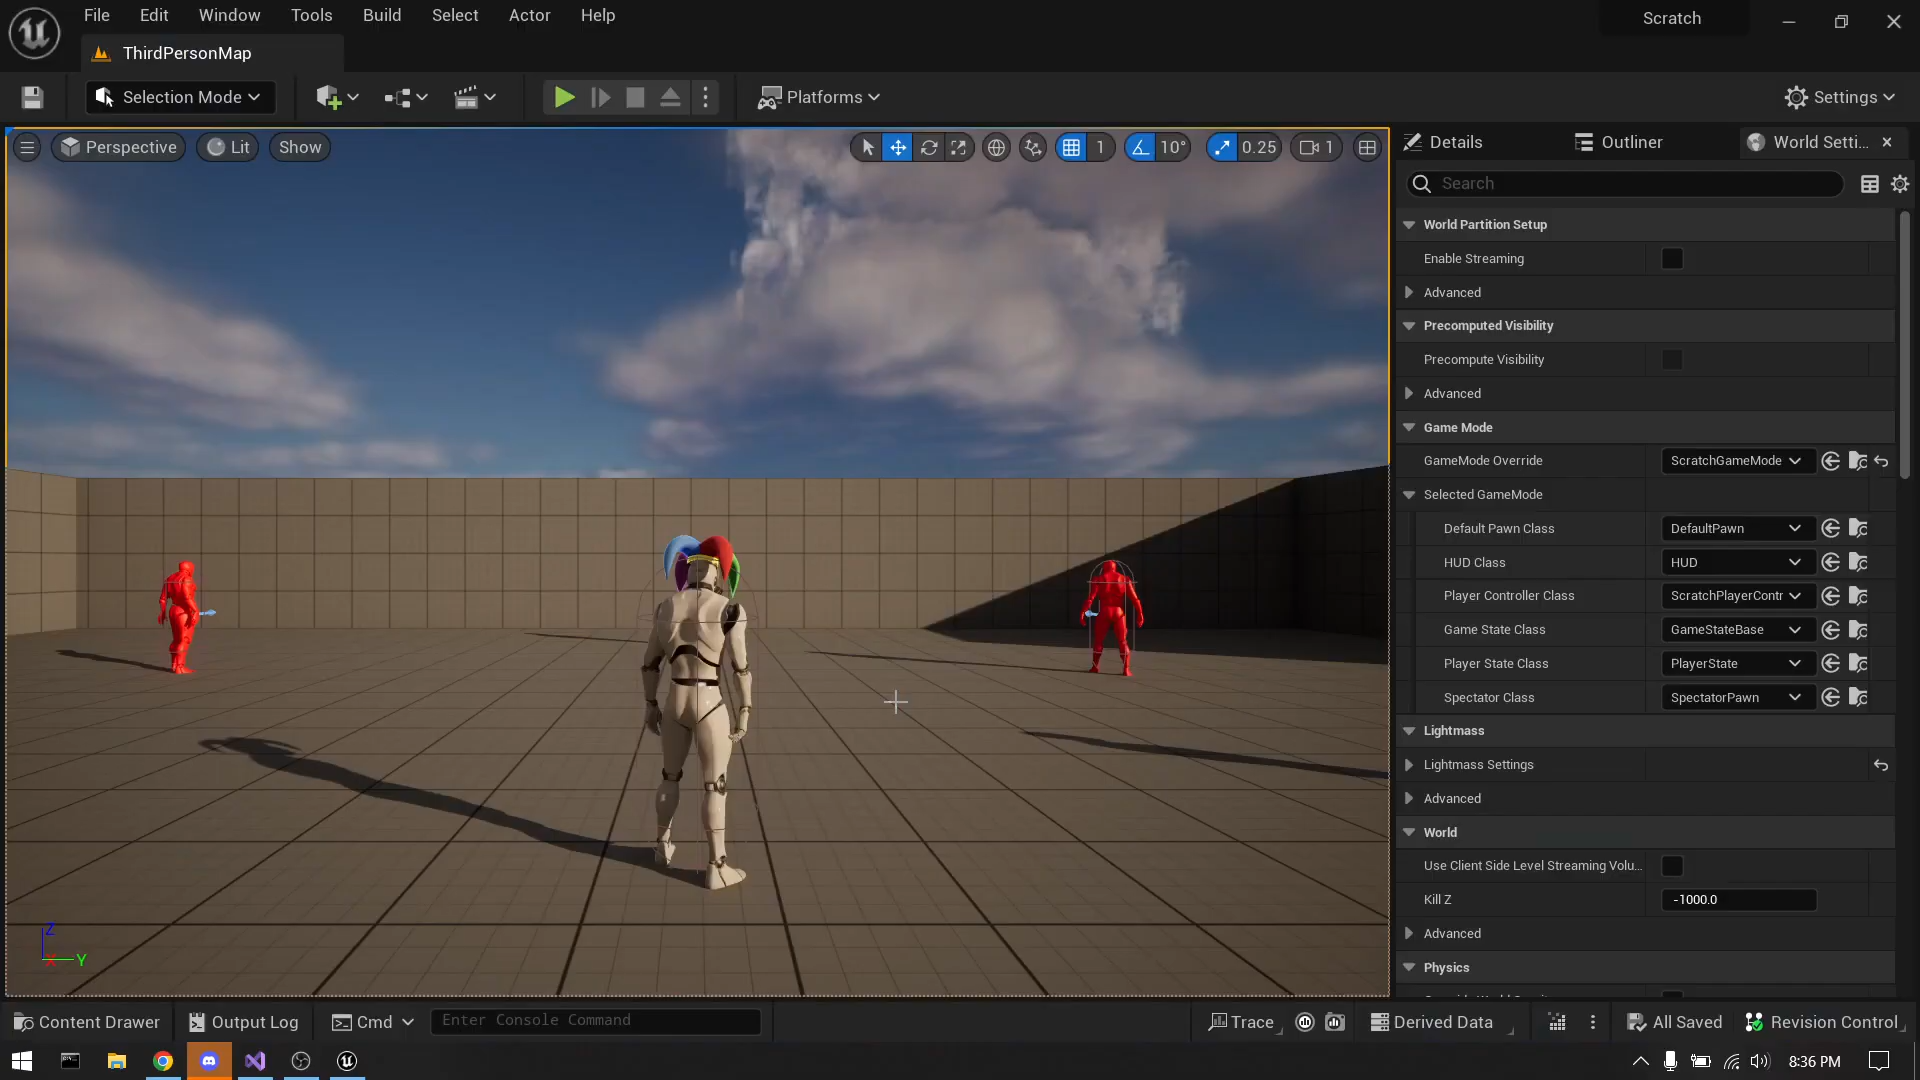 File Edit Window Tools Build Select Actor Help
Scratch
ThirdPersonMap
Selection Mode
Platforms
Settings
Perspective Lit Show
1 10° 0.25 1
Details Outliner World Setti...
Search
World Partition Setup
Enable Streaming
Advanced
Precomputed Visibility
Precompute Visibility
Advanced
Game Mode
GameMode Override ScratchGameMode
Selected GameMode
Default Pawn Class DefaultPawn
HUD Class HUD
Player Controller Class ScratchPlayerContr
Game State Class GameStateBase
Player State Class PlayerState
Spectator Class SpectatorPawn
Lightmass
Lightmass Settings
Advanced
World
Use Client Side Level Streaming Volu...
Kill Z -1000.0
Advanced
Physics
Z
X Y
Content Drawer Output Log Cmd Enter Console Command Trace Derived Data All Saved Revision Control
8:36 PM